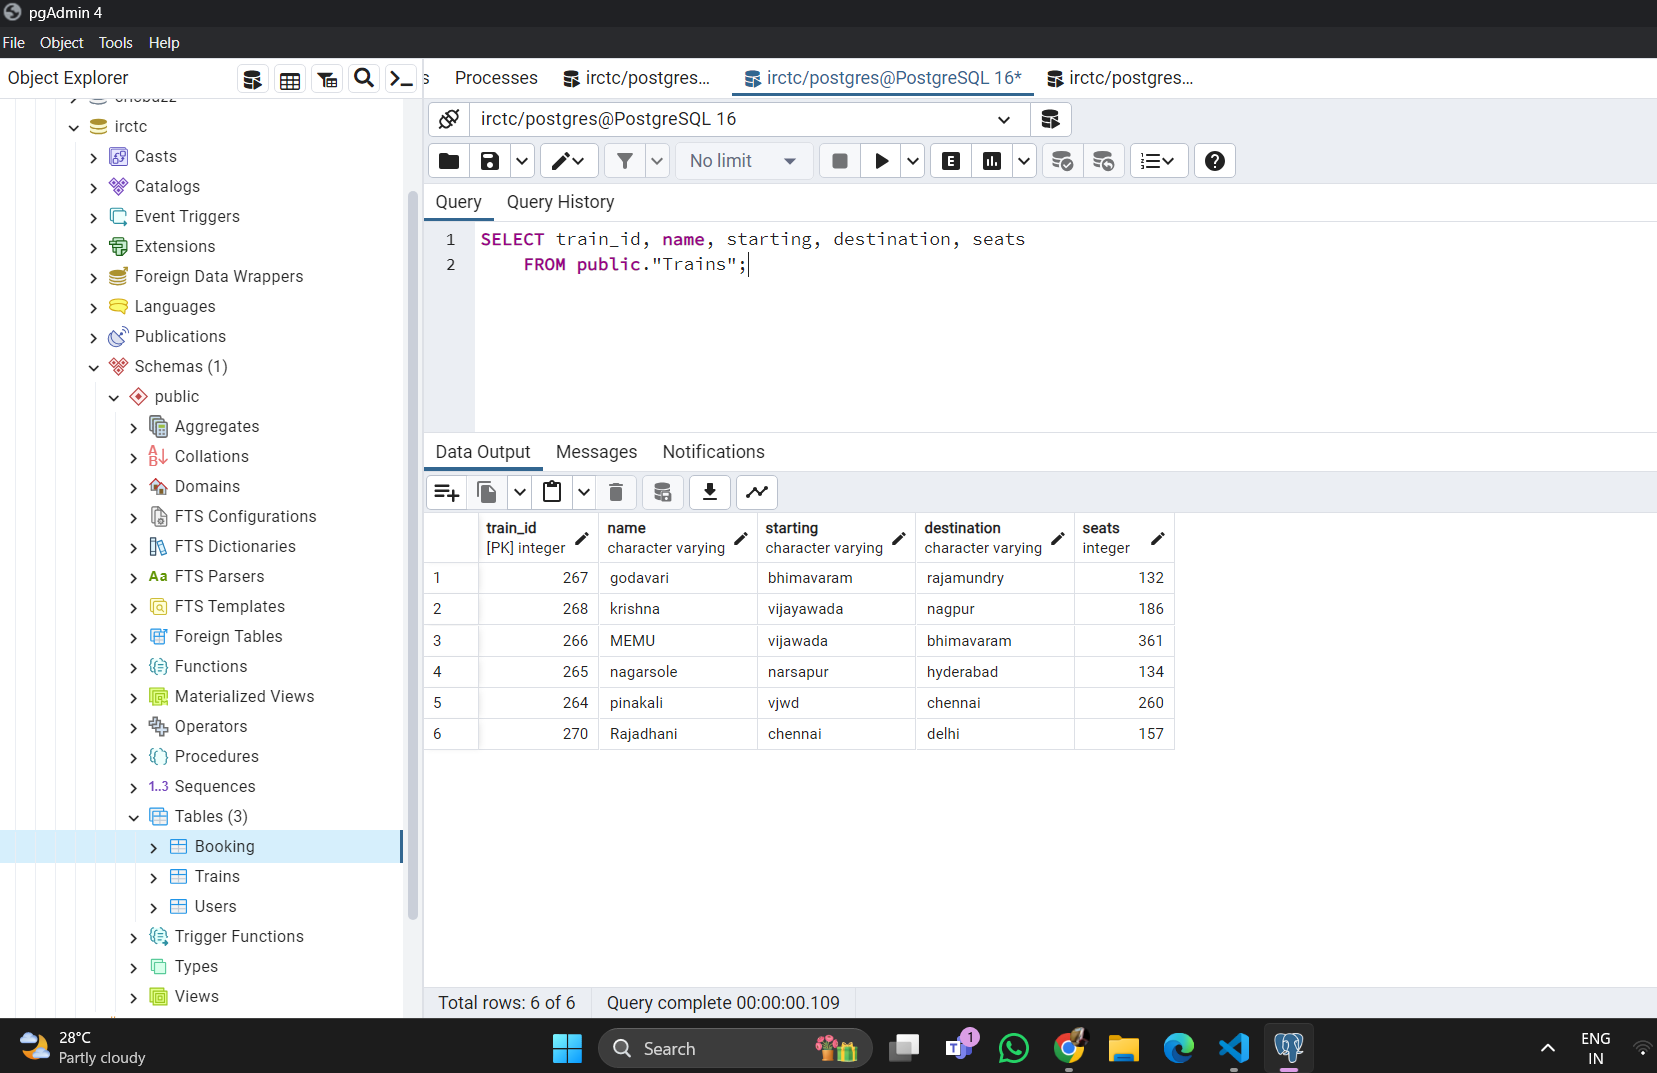 pgAdmin 4
File Object Tools Help
Object Explorer
irctc
Casts
Catalogs
Event Triggers
Extensions
Foreign Data Wrappers
Languages
Publications
Schemas (1)
public
Aggregates
Collations
Domains
FTS Configurations
FTS Dictionaries
Aa FTS Parsers
FTS Templates
Foreign Tables
Functions
Materialized Views
Operators
Procedures
1..3 Sequences
Tables (3)
Booking
Trains
Users
Trigger Functions
Types
Views
s Processes irctc/postgres... irctc/postgres@PostgreSQL 16* irctc/postgres...
irctc/postgres@PostgreSQL 16
No limit E
Query Query History
1 SELECT train_id, name, starting, destination, seats
2 FROM public."Trains";
Data Output Messages Notifications
train_id name starting destination seats
[PK] integer character varying character varying character varying integer
1 267 godavari bhimavaram rajamundry 132
2 268 krishna vijayawada nagpur 186
3 266 MEMU vijawada bhimavaram 361
4 265 nagarsole narsapur hyderabad 134
5 264 pinakali vjwd chennai 260
6 270 Rajadhani chennai delhi 157
Total rows: 6 of 6 Query complete 00:00:00.109
28°C
Partly cloudy
Search
1
ENG
IN